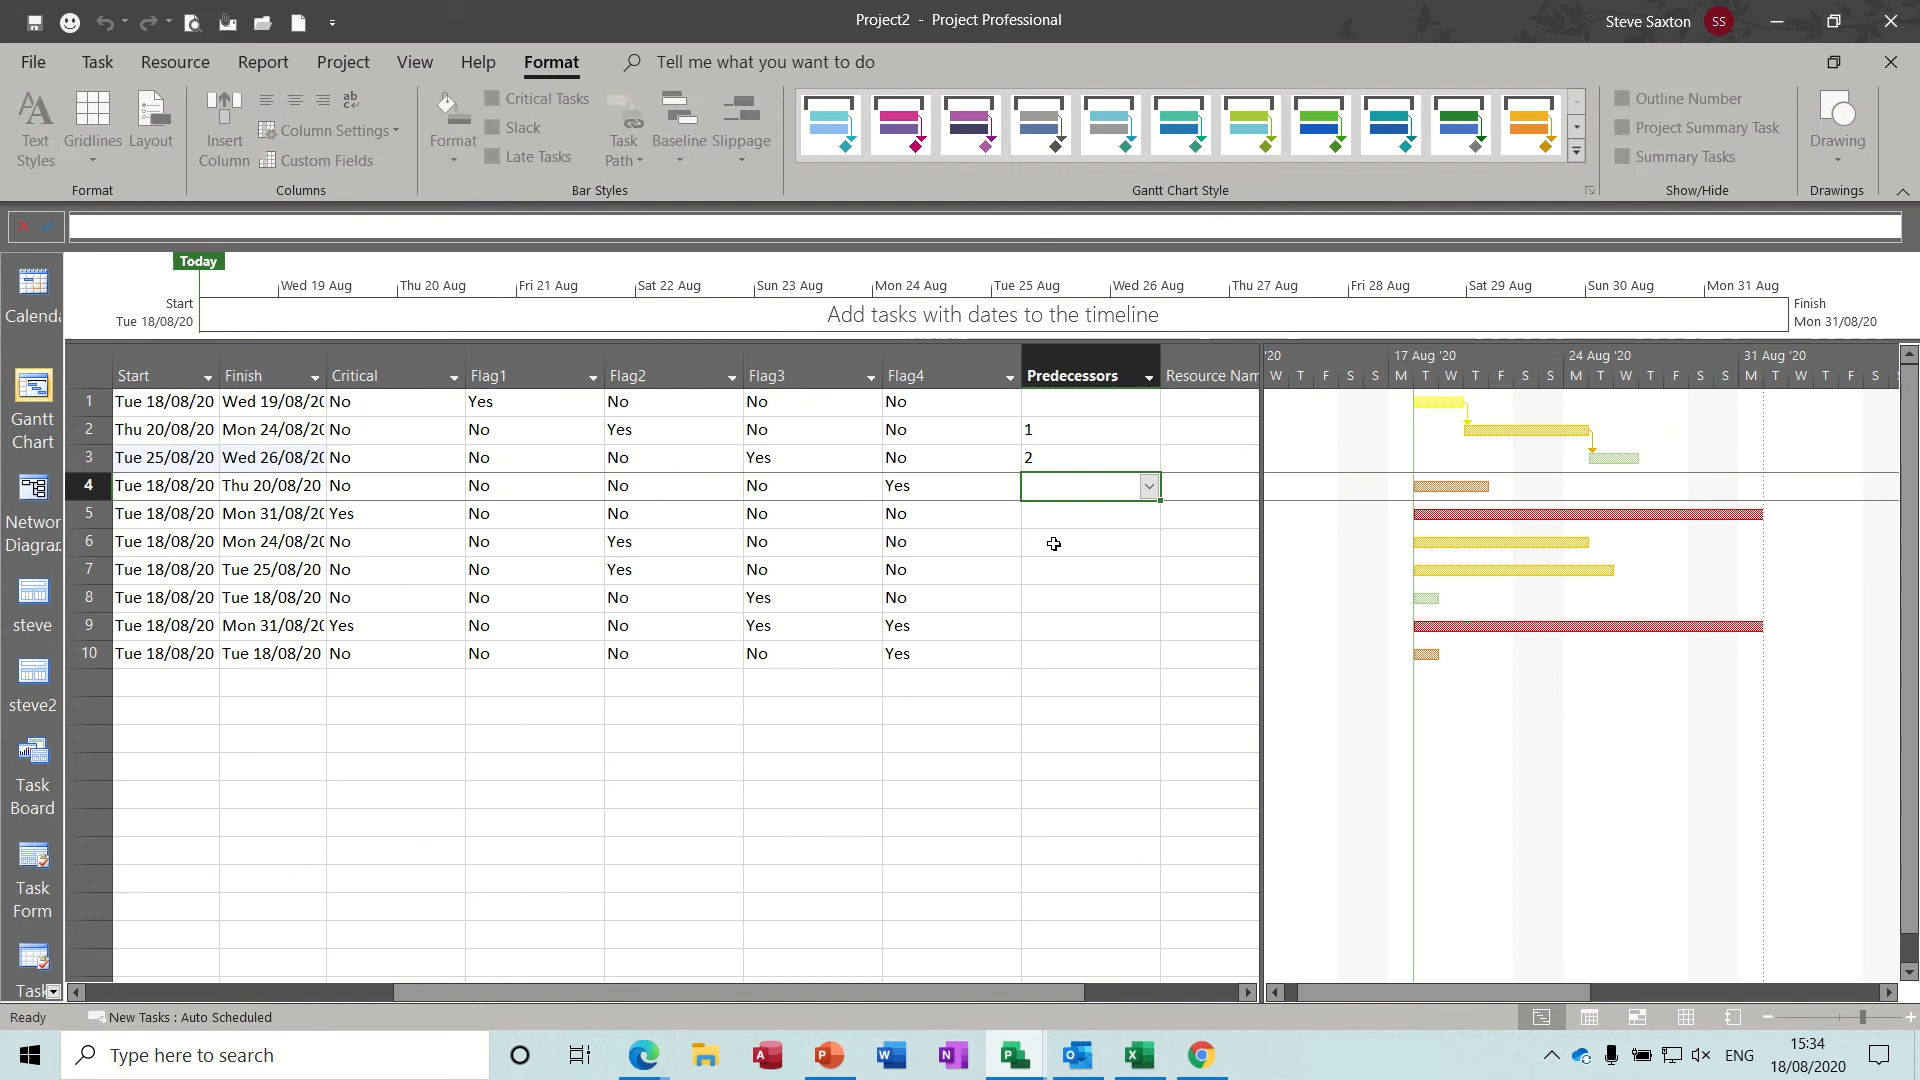 Project2 - Project Professional
Steve Saxton SS
File Task Resource Report Project View Help Format Tell me what you want to do
Text Styles
Gridlines
Layout
Format
Insert Column
Column Settings
Custom Fields
Columns
Format
Critical Tasks
Slack
Late Tasks
Task Path
Baseline
Slippage
Bar Styles
Gantt Chart Style
Outline Number
Project Summary Task
Summary Tasks
Show/Hide
Drawing
Drawings
Today
Wed 19 Aug Thu 20 Aug Fri 21 Aug Sat 22 Aug Sun 23 Aug Mon 24 Aug Tue 25 Aug Wed 26 Aug Thu 27 Aug Fri 28 Aug Sat 29 Aug Sun 30 Aug Mon 31 Aug
Start
Tue 18/08/20
Add tasks with dates to the timeline
Finish
Mon 31/08/20
Calenda
Gantt
Chart
Networ
Diagran
steve
steve2
Task
Board
Task
Form
Task
Start Finish Critical Flag1 Flag2 Flag3 Flag4 Predecessors Resource Nam
1 Tue 18/08/20 Wed 19/08/20 No Yes No No No
2 Thu 20/08/20 Mon 24/08/20 No No Yes No No 1
3 Tue 25/08/20 Wed 26/08/20 No No No Yes No 2
4 Tue 18/08/20 Thu 20/08/20 No No No No Yes
5 Tue 18/08/20 Mon 31/08/20 Yes No No No No
6 Tue 18/08/20 Mon 24/08/20 No No Yes No No
7 Tue 18/08/20 Tue 25/08/20 No No Yes No No
8 Tue 18/08/20 Tue 18/08/20 No No No Yes No
9 Tue 18/08/20 Mon 31/08/20 Yes No No Yes Yes
10 Tue 18/08/20 Tue 18/08/20 No No No No Yes
'20 17 Aug '20 24 Aug '20 31 Aug '20
W T F S S M T W T F S S M T W T F S S M T W T F S S
Ready New Tasks : Auto Scheduled
Type here to search
ENG
15:34
18/08/2020